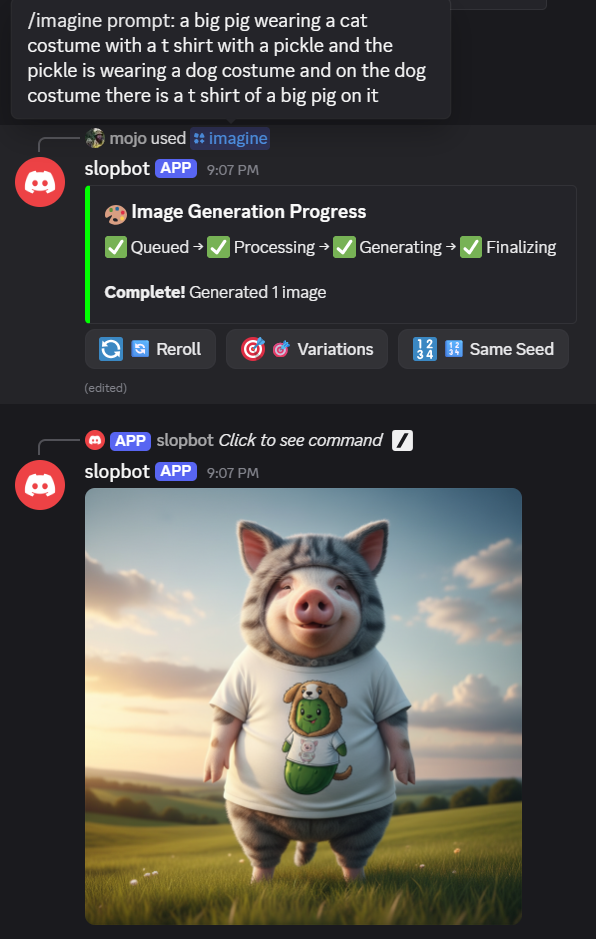 /imagine prompt: a big pig wearing a cat
costume with a t shirt with a pickle and the
pickle is wearing a dog costume and on the dog
costume there is a t shirt of a big pig on it
mojo used imagine
slopbot APP 9:07 PM
Image Generation Progress
Queued → Processing → Generating → Finalizing
Complete! Generated 1 image
Reroll Variations 1234 Same Seed
(edited)
APP slopbot Click to see command
slopbot APP 9:07 PM